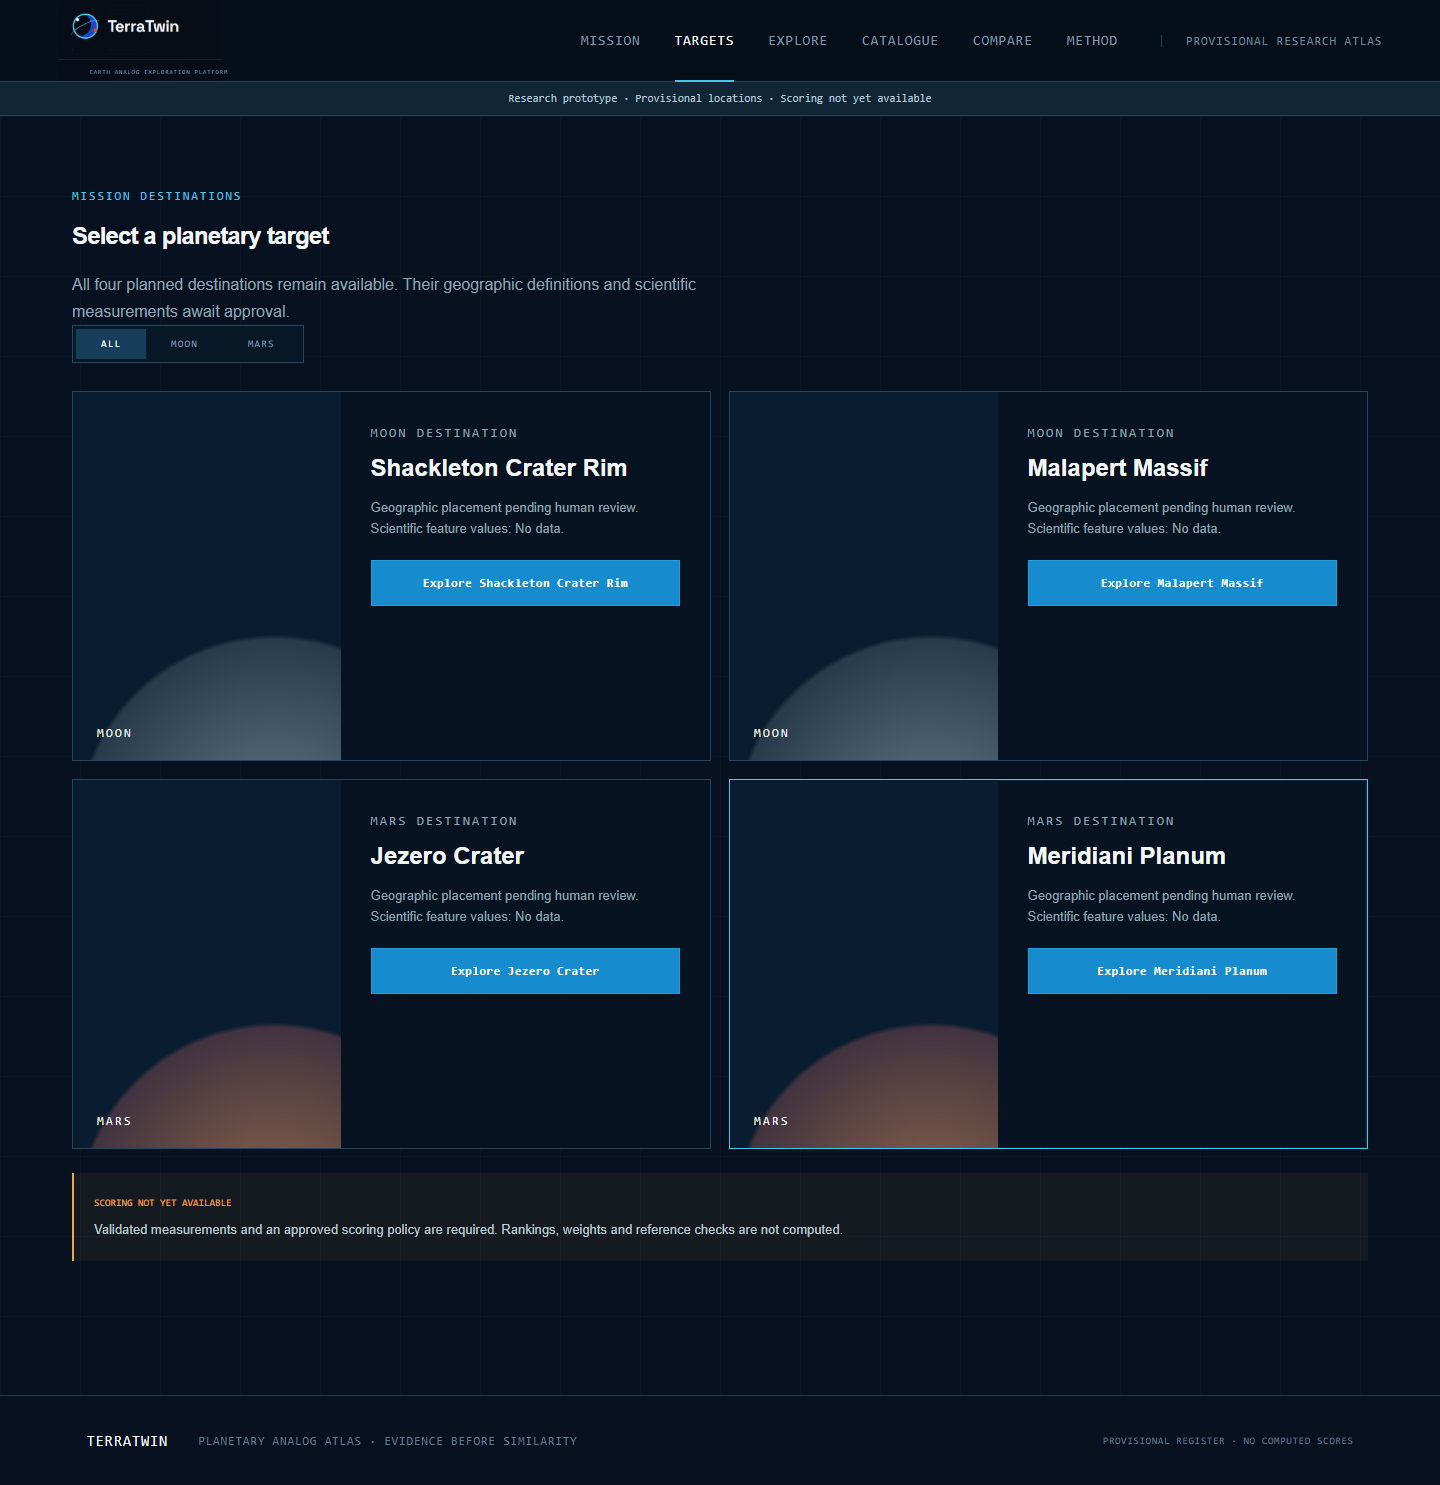 TerraTwin
EARTH ANALOG EXPLORATION PLATFORM
MISSION
TARGETS
EXPLORE
CATALOGUE
COMPARE
METHOD
PROVISIONAL RESEARCH ATLAS
Research prototype · Provisional locations · Scoring not yet available
MISSION DESTINATIONS
Select a planetary target
All four planned destinations remain available. Their geographic definitions and scientific
measurements await approval.
ALL
MOON
MARS
MOON
MOON DESTINATION
Shackleton Crater Rim
Geographic placement pending human review.
Scientific feature values: No data.
Explore Shackleton Crater Rim
MOON
MOON DESTINATION
Malapert Massif
Geographic placement pending human review.
Scientific feature values: No data.
Explore Malapert Massif
MARS
MARS DESTINATION
Jezero Crater
Geographic placement pending human review.
Scientific feature values: No data.
Explore Jezero Crater
MARS
MARS DESTINATION
Meridiani Planum
Geographic placement pending human review.
Scientific feature values: No data.
Explore Meridiani Planum
SCORING NOT YET AVAILABLE
Validated measurements and an approved scoring policy are required. Rankings, weights and reference checks are not computed.
TERRATWIN
PLANETARY ANALOG ATLAS · EVIDENCE BEFORE SIMILARITY
PROVISIONAL REGISTER · NO COMPUTED SCORES